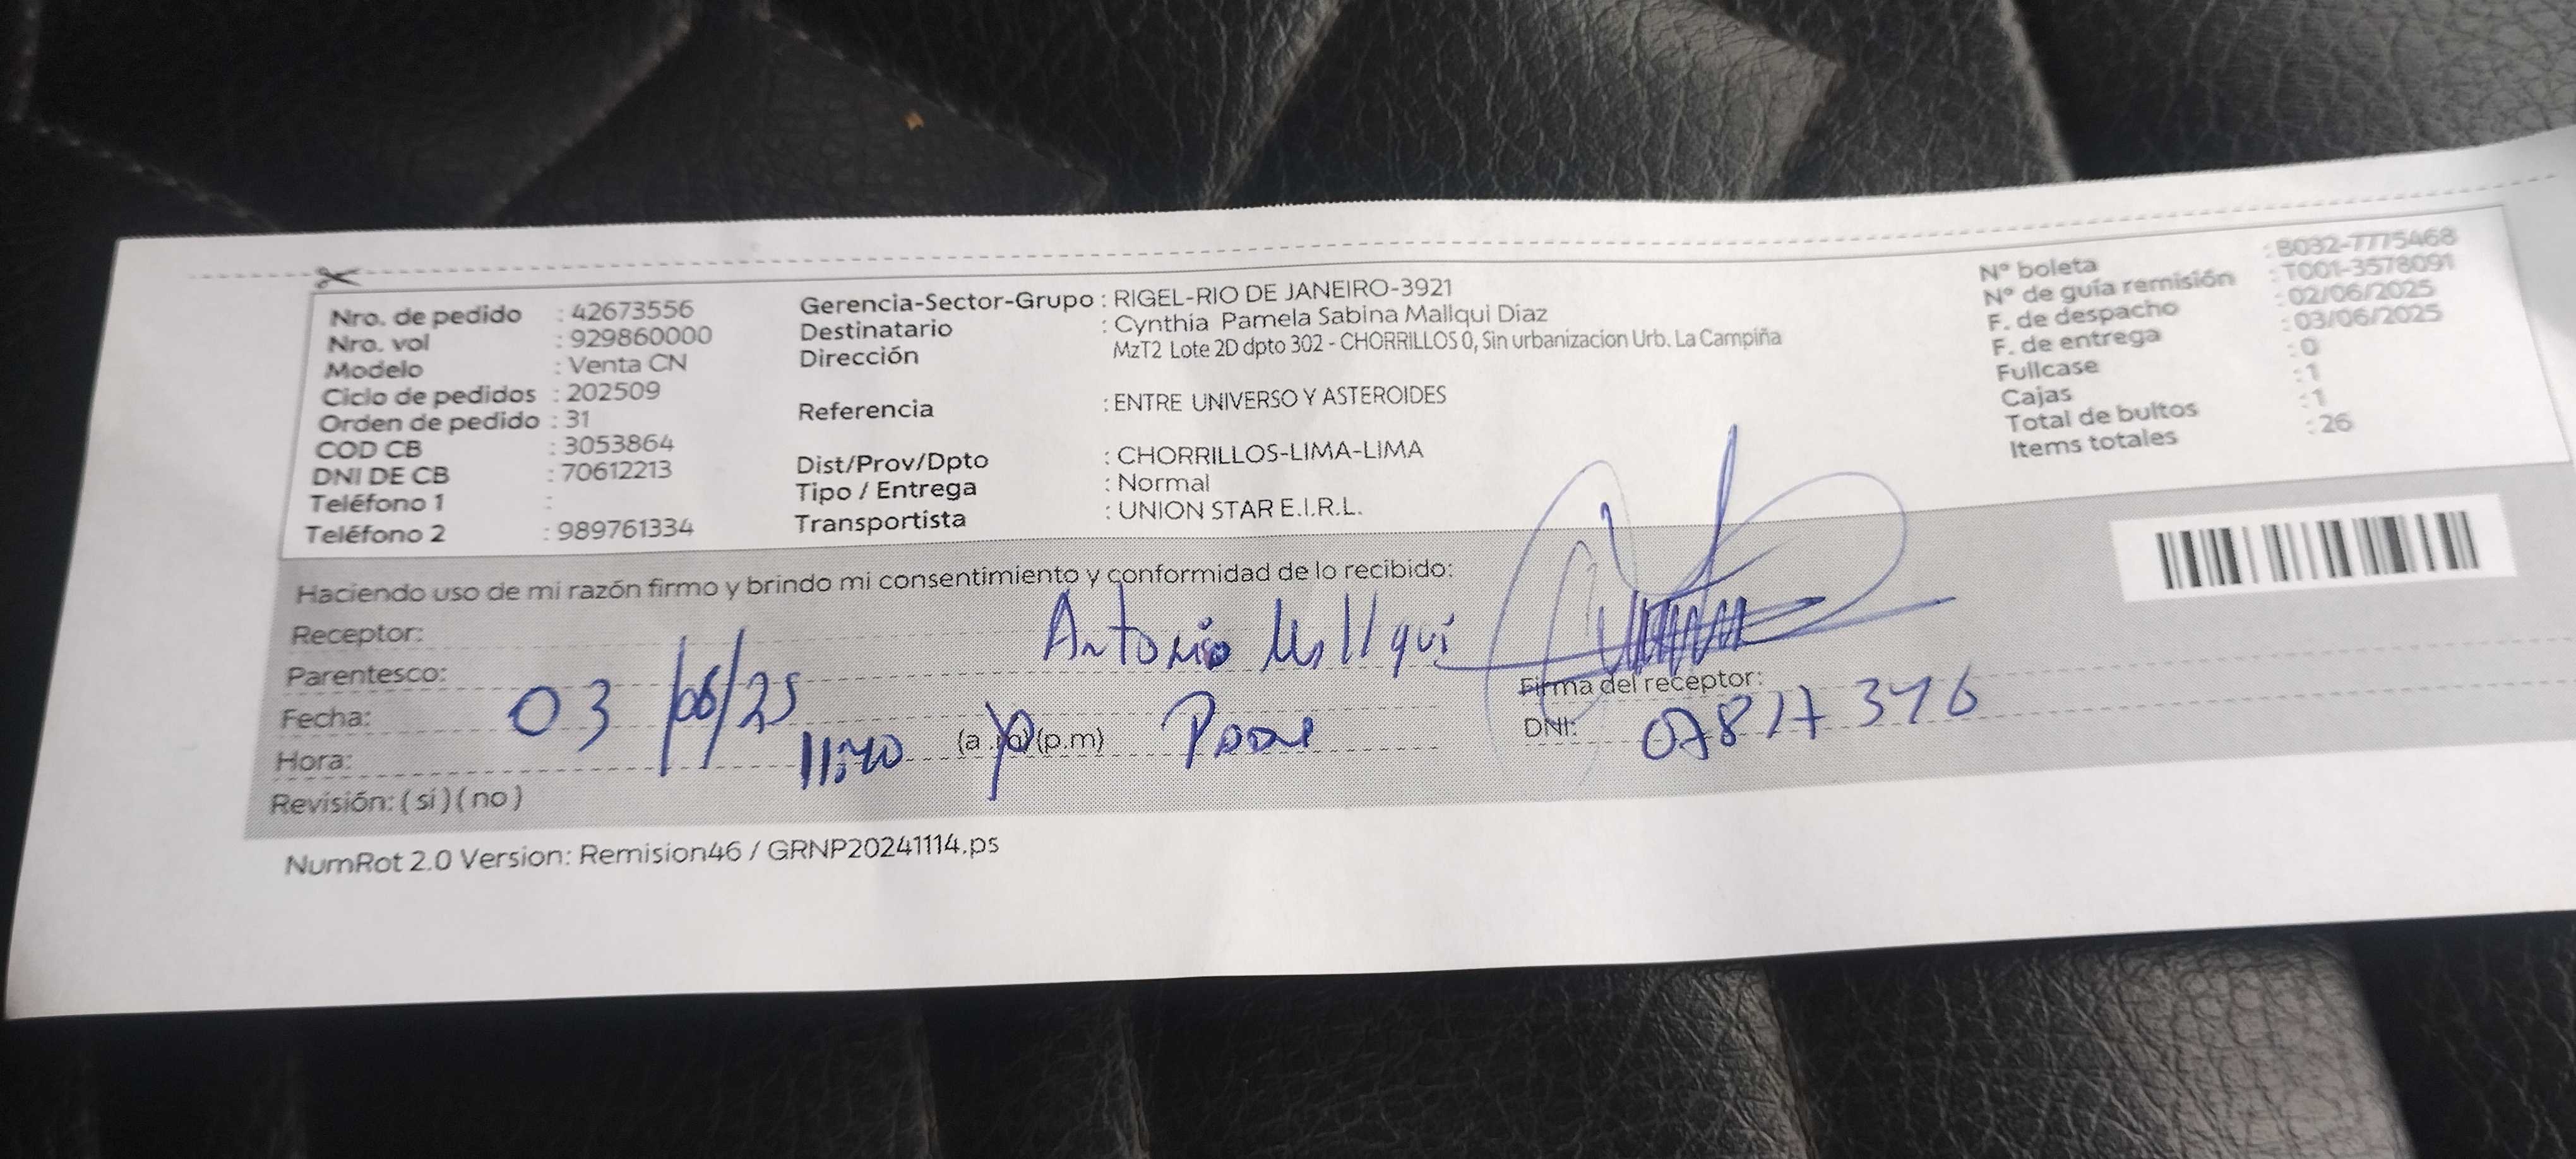 Nro. de pedido : 42673556
Nro. vol : 929860000
Modelo : Venta CN
Ciclo de pedidos : 202509
Orden de pedido : 31
COD CB : 3053864
DNI DE CB : 70612213
Teléfono 1 :
Teléfono 2 : 989761334
Gerencia-Sector-Grupo : RIGEL-RIO DE JANEIRO-3921
Destinatario : Cynthia Pamela Sabina Mallqui Diaz
Dirección MzT2 Lote 2D dpto 302 - CHORRILLOS 0, Sin urbanizacion Urb. La Campiña
Referencia : ENTRE UNIVERSO Y ASTEROIDES
Dist/Prov/Dpto : CHORRILLOS-LIMA-LIMA
Tipo / Entrega : Normal
Transportista : UNION STAR E.I.R.L.
N° boleta : B032-7775468
N° de guía remisión : T001-3578091
F. de despacho : 02/06/2025
F. de entrega : 03/06/2025
Fullcase : 0
Cajas : 1
Total de bultos : 1
Items totales : 26
Haciendo uso de mi razón firmo y brindo mi consentimiento y conformidad de lo recibido:
Receptor: Antonio Mallqui
Parentesco:
Fecha: 03/06/25
Hora: 11:40 (a.m) (p.m)
Revisión: ( si ) ( no )
Firma del receptor:
DNI:
NumRot 2.0 Version: Remision46 / GRNP20241114.ps